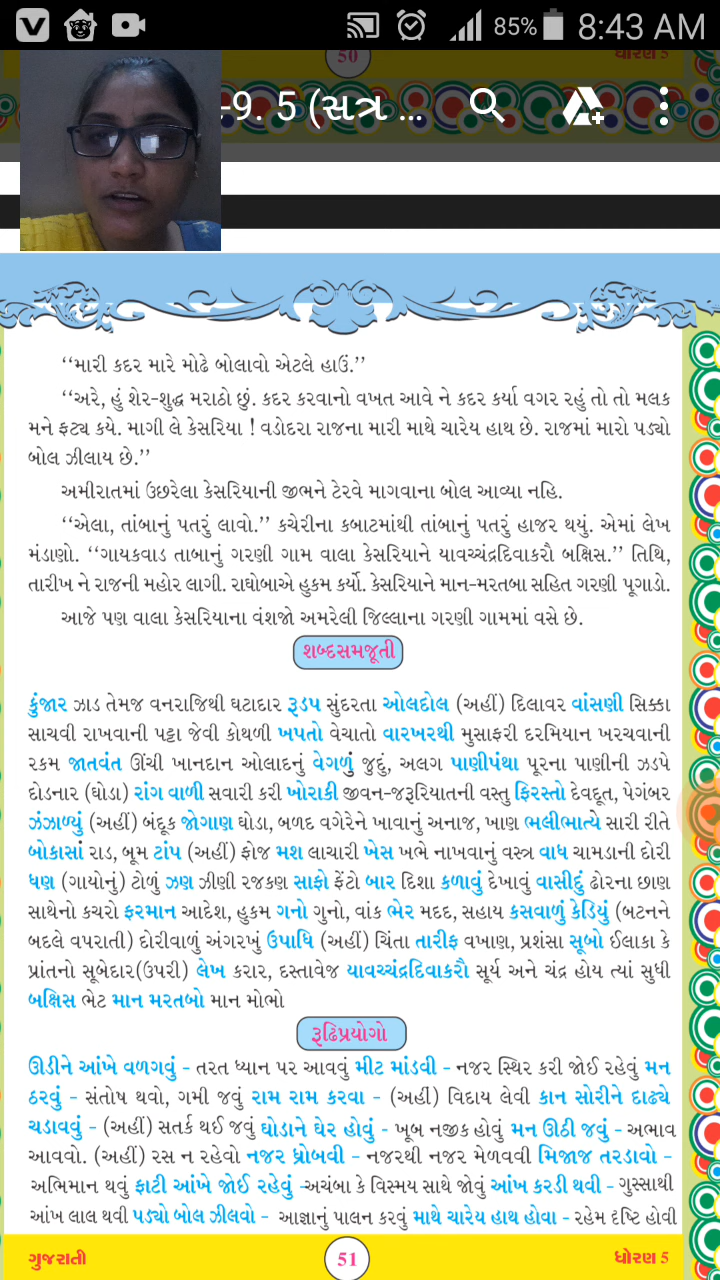 85% 8:43 AM
50
ધોરણ 5
-9. 5 (સત્ર ...
“મારી કદર મારે મોઢે બોલાવો એટલે હાઉં.”
“અરે, હું શેર-શુદ્ધ મરાઠો છું. કદર કરવાનો વખત આવે ને કદર કર્યા વગર રહું તો તો મલક
મને ફટ્ય કયે. માગી લે કેસરિયા ! વડોદરા રાજના મારી માથે ચારેય હાથ છે. રાજમાં મારો પડ્યો
બોલ ઝીલાય છે.”
અમીરાતમાં ઉછરેલા કેસરિયાની જીભને ટેરવે માગવાના બોલ આવ્યા નહિ.
“એલા, તાંબાનું પતરું લાવો.” કચેરીના કબાટમાંથી તાંબાનું પતરું હાજર થયું. એમાં લેખ
મંડાણો. “ગાયકવાડ તાબાનું ગરણી ગામ વાલા કેસરિયાને યાવચ્ચંદ્રદિવાકરૌ બક્ષિસ.” તિથિ,
તારીખ ને રાજની મહોર લાગી. રાઘોબાએ હુકમ કર્યો. કેસરિયાને માન-મરતબા સહિત ગરણી પૂગાડો.
આજે પણ વાલા કેસરિયાના વંશજો અમરેલી જિલ્લાના ગરણી ગામમાં વસે છે.
શબ્દસમજૂતી
કુંજાર ઝાડ તેમજ વનરાજિથી ઘટાદાર રૂડપ સુંદરતા ઓલદોલ (અહીં) દિલાવર વાંસણી સિક્કા
સાચવી રાખવાની પટ્ટા જેવી કોથળી ખપતો વેચાતો વારખરથી મુસાફરી દરમિયાન ખરચવાની
રકમ જાતવંત ઊંચી ખાનદાન ઓલાદનું વેગળું જુદું, અલગ પાણીપંથા પૂરના પાણીની ઝડપે
દોડનાર (ઘોડા) રાંગ વાળી સવારી કરી ખોરાકી જીવન-જરૂરિયાતની વસ્તુ ફિરસ્તો દેવદૂત, પેગંબર
ઝંઝાળ્યું (અહીં) બંદૂક જોગાણ ઘોડા, બળદ વગેરેને ખાવાનું અનાજ, ખાણ ભલીભાત્યે સારી રીતે
બોકાસાં રાડ, બૂમ ટાંપ (અહીં) ફોજ મશ લાચારી ખેસ ખભે નાખવાનું વસ્ત્ર વાધ ચામડાની દોરી
ધણ (ગાયોનું) ટોળું ઝણ ઝીણી રજકણ સાફો ફેંટો બાર દિશા કળાવું દેખાવું વાસીદું ઢોરના છાણ
સાથેનો કચરો ફરમાન આદેશ, હુકમ ગનો ગુનો, વાંક ભેર મદદ, સહાય કસવાળું કેડિયું (બટનને
બદલે વપરાતી) દોરીવાળું અંગરખું ઉપાધિ (અહીં) ચિંતા તારીફ વખાણ, પ્રશંસા સૂબો ઈલાકા કે
પ્રાંતનો સૂબેદાર(ઉપરી) લેખ કરાર, દસ્તાવેજ યાવચ્ચંદ્રદિવાકરૌ સૂર્ય અને ચંદ્ર હોય ત્યાં સુધી
બક્ષિસ ભેટ માન મરતબો માન મોભો
રૂઢિપ્રયોગો
ઊડીને આંખે વળગવું - તરત ધ્યાન પર આવવું મીટ માંડવી - નજર સ્થિર કરી જોઈ રહેવું મન
ઠરવું - સંતોષ થવો, ગમી જવું રામ રામ કરવા - (અહીં) વિદાય લેવી કાન સોરીને દાઢ્યે
ચડાવવું - (અહીં) સતર્ક થઈ જવું ઘોડાને ઘેર હોવું - ખૂબ નજીક હોવું મન ઊઠી જવું - અભાવ
આવવો. (અહીં) રસ ન રહેવો નજર ધ્રોબવી - નજરથી નજર મેળવવી મિજાજ તરડાવો -
અભિમાન થવું ફાટી આંખે જોઈ રહેવું -અચંબા કે વિસ્મય સાથે જોવું આંખ કરડી થવી - ગુસ્સાથી
આંખ લાલ થવી પડ્યો બોલ ઝીલવો - આજ્ઞાનું પાલન કરવું માથે ચારેય હાથ હોવા - રહેમ દૃષ્ટિ હોવી
ગુજરાતી
51
ધોરણ 5